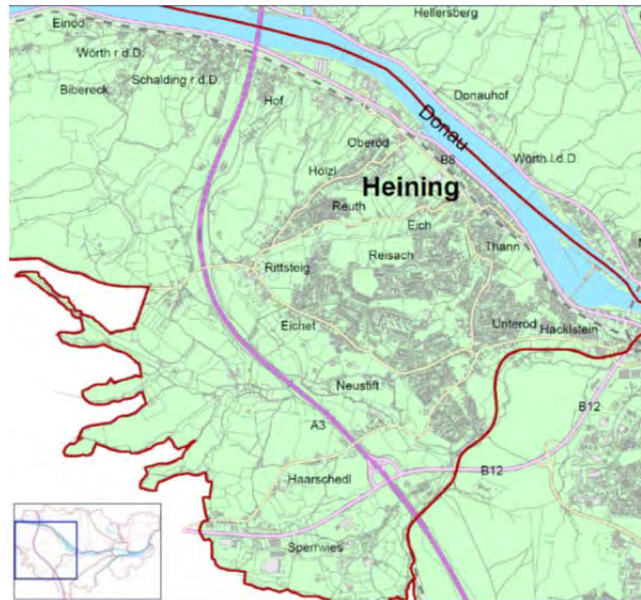 Hellersberg
Einöd
Wörth r.d.D.
Schalding r.d.D.
Bibereck
Hof
Donauhof
Donau
Oberöd
B8
Wörth l.d.D.
Hölzl
Heining
Reuth
Eich
Thann
Reisach
Rittsteig
Eichet
Unteröd
Hacklstein
Neustift
B12
A3
Haarschedl
B12
Sperrwies